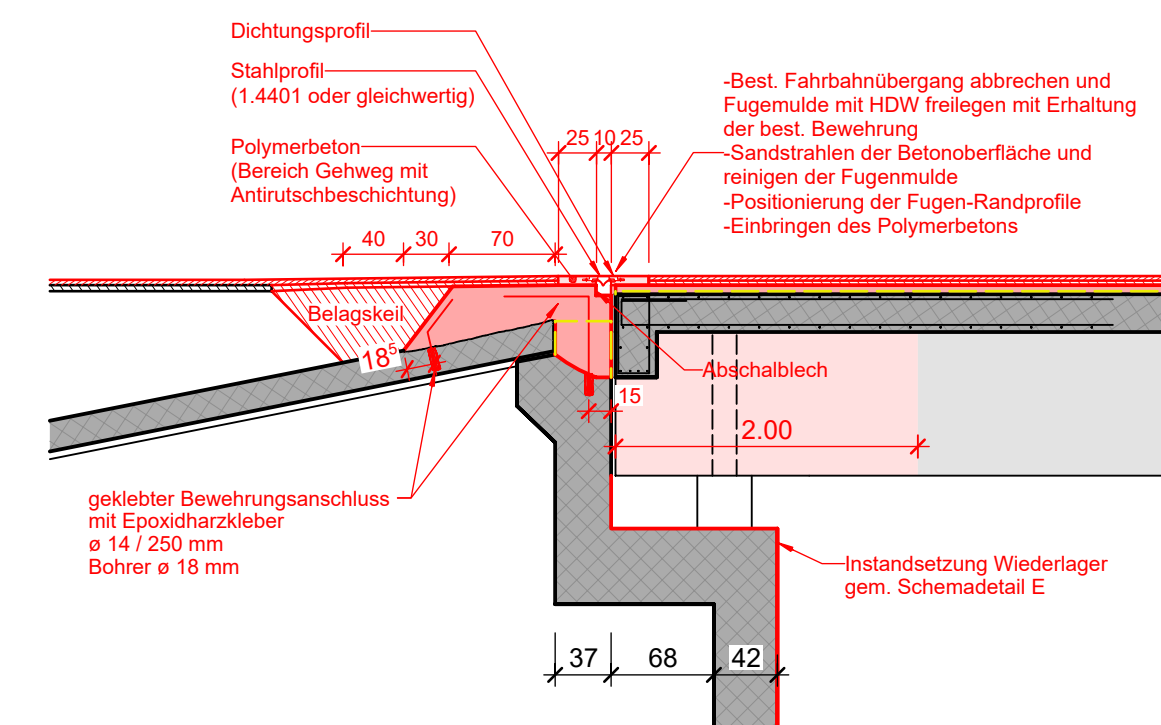 Dichtungsprofil
Stahlprofil
(1.4401 oder gleichwertig)
Polymerbeton
(Bereich Gehweg mit
Antirutschbeschichtung)
-Best. Fahrbahnübergang abbrechen und
Fugemulde mit HDW freilegen mit Erhaltung
der best. Bewehrung
-Sandstrahlen der Betonoberfläche und
reinigen der Fugenmulde
-Positionierung der Fugen-Randprofile
-Einbringen des Polymerbetons
25 10 25
40 30 70
Belagskeil
18⁵
Abschalblech
15
2.00
geklebter Bewehrungsanschluss
mit Epoxidharzkleber
ø 14 / 250 mm
Bohrer ø 18 mm
Instandsetzung Wiederlager
gem. Schemadetail E
37 68 42